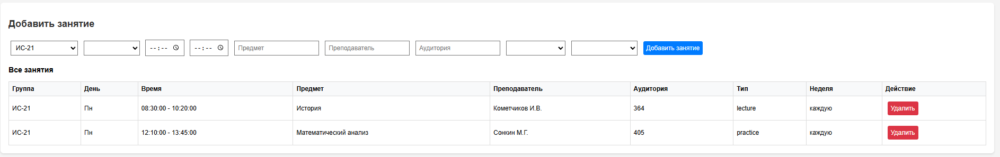 Добавить занятие
ИС-21 --:-- --:-- Предмет Преподаватель Аудитория Добавить занятие
Все занятия
Группа День Время Предмет Преподаватель Аудитория Тип Неделя Действие
ИС-21 Пн 08:30:00 - 10:20:00 История Кометчиков И.В. 364 lecture каждую Удалить
ИС-21 Пн 12:10:00 - 13:45:00 Математический анализ Сонкин М.Г. 405 practice каждую Удалить